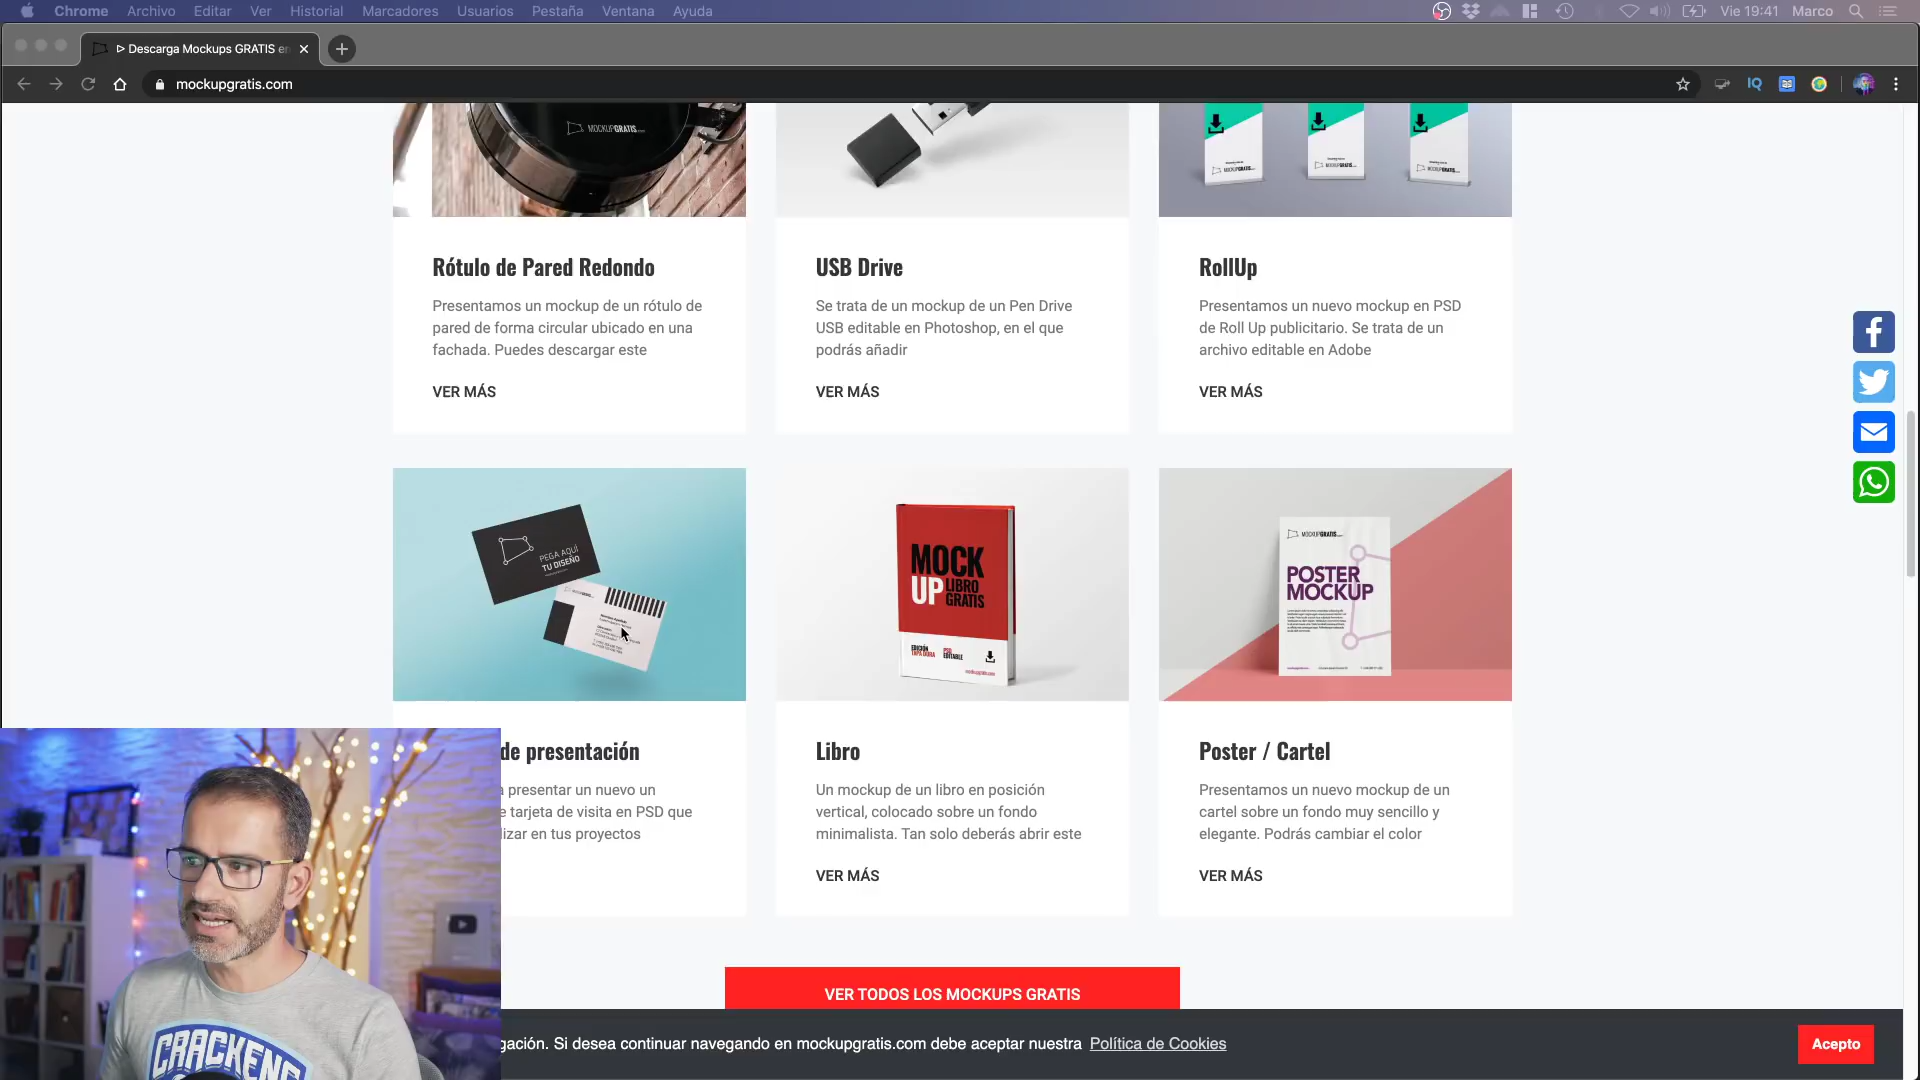 Chrome Archivo Editar Ver Historial Marcadores Usuarios Pestaña Ventana Ayuda Vie 19:41 Marco
Descarga Mockups GRATIS en
mockupgratis.com
MOCKUPGRATIS
MOCKUPGRATIS
MOCKUPGRATIS
MOCKUPGRATIS
Rótulo de Pared Redondo
Presentamos un mockup de un rótulo de
pared de forma circular ubicado en una
fachada. Puedes descargar este
VER MÁS
USB Drive
Se trata de un mockup de un Pen Drive
USB editable en Photoshop, en el que
podrás añadir
VER MÁS
RollUp
Presentamos un nuevo mockup en PSD
de Roll Up publicitario. Se trata de un
archivo editable en Adobe
VER MÁS
PEGA AQUÍ
TU DISEÑO
MOCK
UP LIBRO
GRATIS
EDICIÓN
TAPA DURA
PSD
EDITABLE
MOCKUPGRATIS
POSTER
MOCKUP
de presentación
presentar un nuevo un
e tarjeta de visita en PSD que
lizar en tus proyectos
Libro
Un mockup de un libro en posición
vertical, colocado sobre un fondo
minimalista. Tan solo deberás abrir este
VER MÁS
Poster / Cartel
Presentamos un nuevo mockup de un
cartel sobre un fondo muy sencillo y
elegante. Podrás cambiar el color
VER MÁS
VER TODOS LOS MOCKUPS GRATIS
gación. Si desea continuar navegando en mockupgratis.com debe aceptar nuestra Política de Cookies
Acepto
CRACKENS